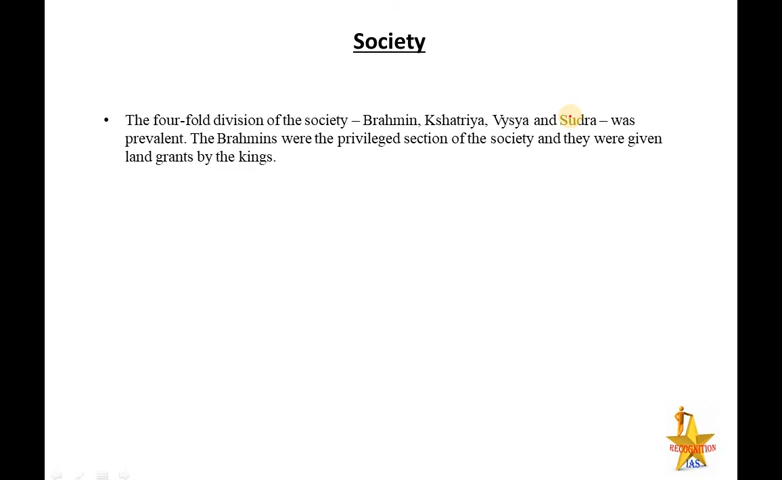 Society
• The four-fold division of the society – Brahmin, Kshatriya, Vysya and Sudra – was
prevalent. The Brahmins were the privileged section of the society and they were given
land grants by the kings.
RECOGNITION
IAS